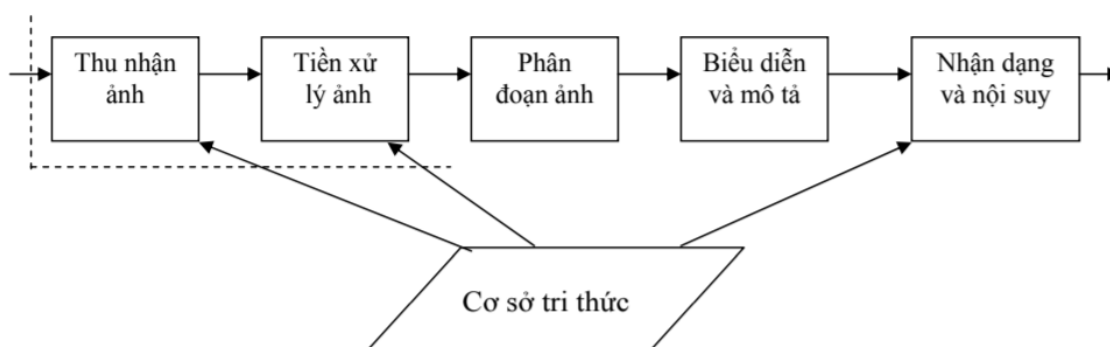 Thu nhận
ảnh
Tiền xử
lý ảnh
Phân
đoạn ảnh
Biểu diễn
và mô tả
Nhận dạng
và nội suy
Cơ sở tri thức